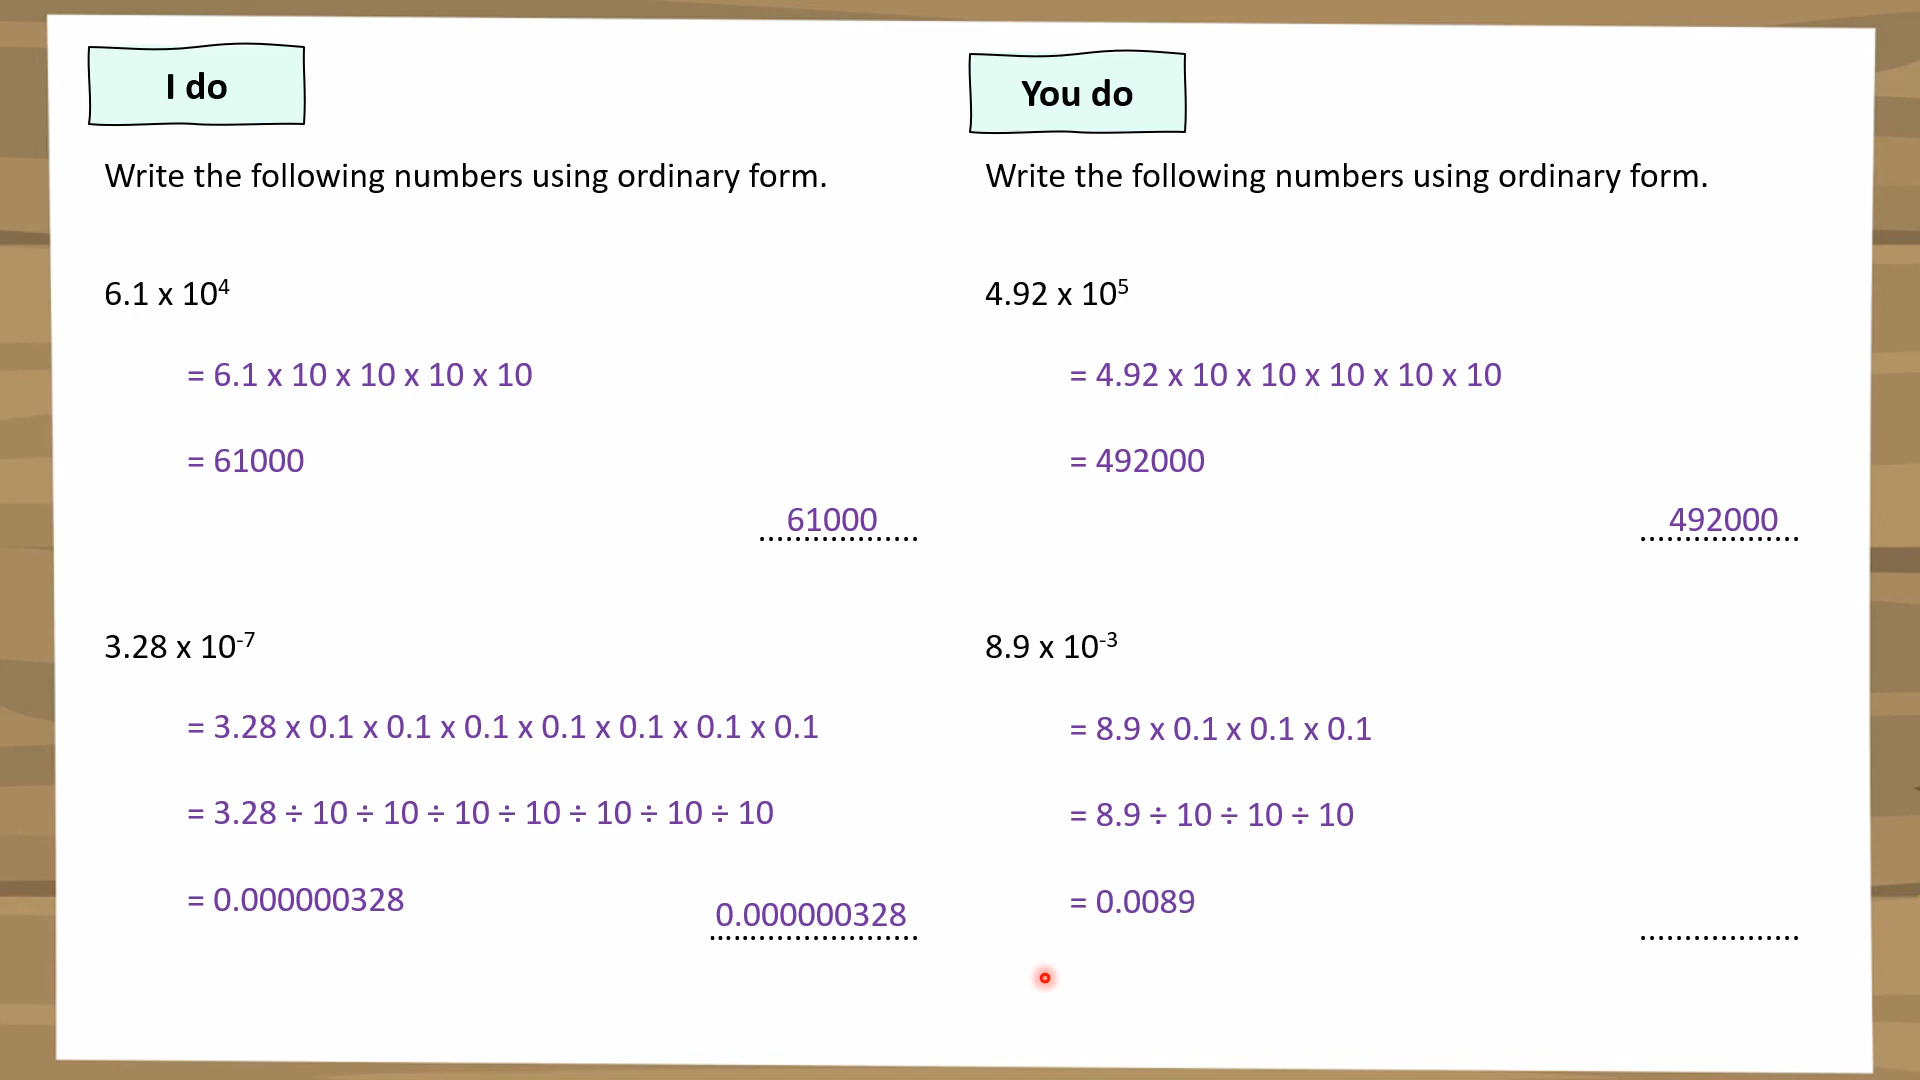 I do
Write the following numbers using ordinary form.
6.1 x 10⁴
= 6.1 x 10 x 10 x 10 x 10
= 61000
61000
3.28 x 10⁻⁷
= 3.28 x 0.1 x 0.1 x 0.1 x 0.1 x 0.1 x 0.1 x 0.1
= 3.28 ÷ 10 ÷ 10 ÷ 10 ÷ 10 ÷ 10 ÷ 10 ÷ 10
= 0.000000328
0.000000328
You do
Write the following numbers using ordinary form.
4.92 x 10⁵
= 4.92 x 10 x 10 x 10 x 10 x 10
= 492000
492000
8.9 x 10⁻³
= 8.9 x 0.1 x 0.1 x 0.1
= 8.9 ÷ 10 ÷ 10 ÷ 10
= 0.0089